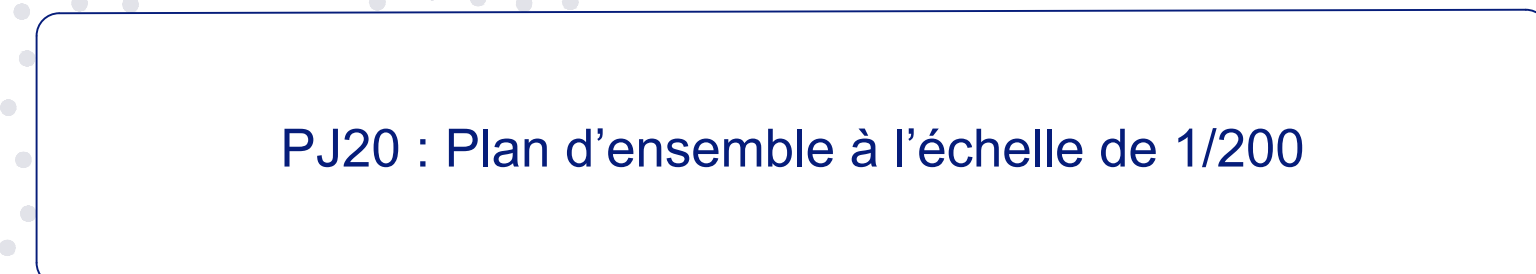 PJ20 : Plan d’ensemble à l’échelle de 1/200